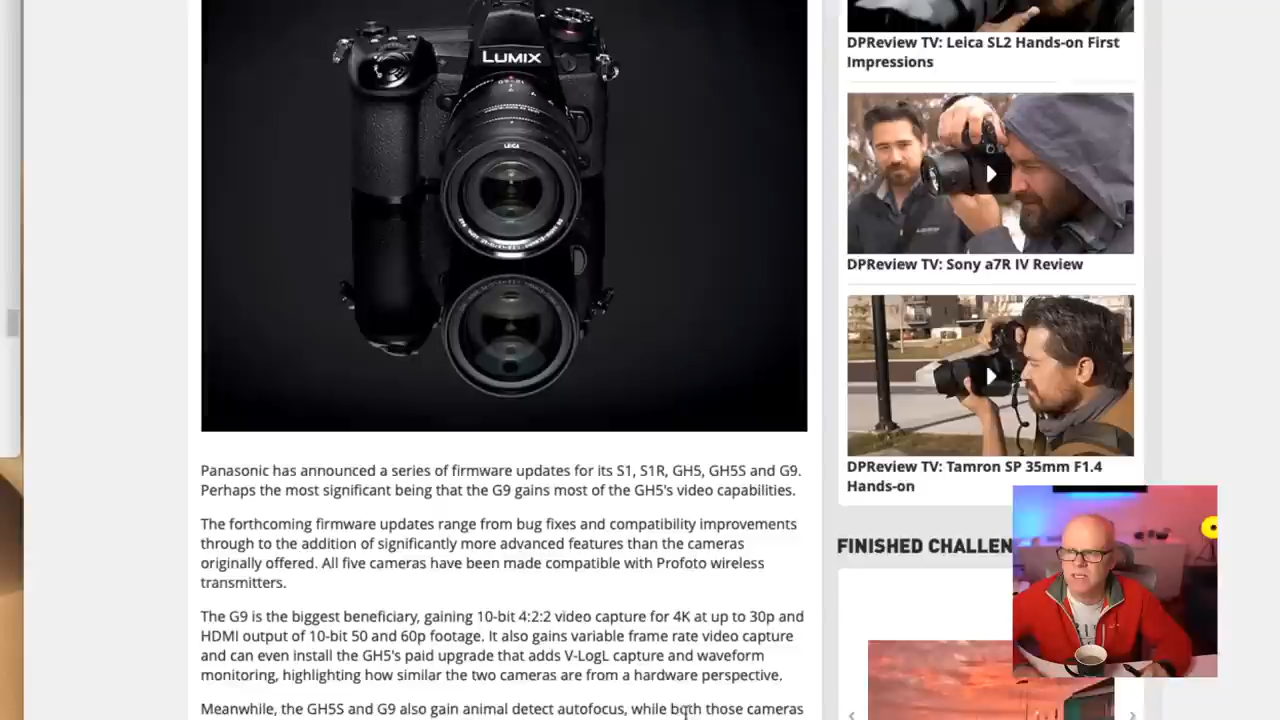 LUMIX
LEICA
Panasonic has announced a series of firmware updates for its S1, S1R, GH5, GH5S and G9.
Perhaps the most significant being that the G9 gains most of the GH5's video capabilities.
The forthcoming firmware updates range from bug fixes and compatibility improvements
through to the addition of significantly more advanced features than the cameras
originally offered. All five cameras have been made compatible with Profoto wireless
transmitters.
The G9 is the biggest beneficiary, gaining 10-bit 4:2:2 video capture for 4K at up to 30p and
HDMI output of 10-bit 50 and 60p footage. It also gains variable frame rate video capture
and can even install the GH5's paid upgrade that adds V-LogL capture and waveform
monitoring, highlighting how similar the two cameras are from a hardware perspective.
Meanwhile, the GH5S and G9 also gain animal detect autofocus, while both those cameras
DPReview TV: Leica SL2 Hands-on First
Impressions
LUMIX
DPReview TV: Sony a7R IV Review
DPReview TV: Tamron SP 35mm F1.4
Hands-on
FINISHED CHALLEN